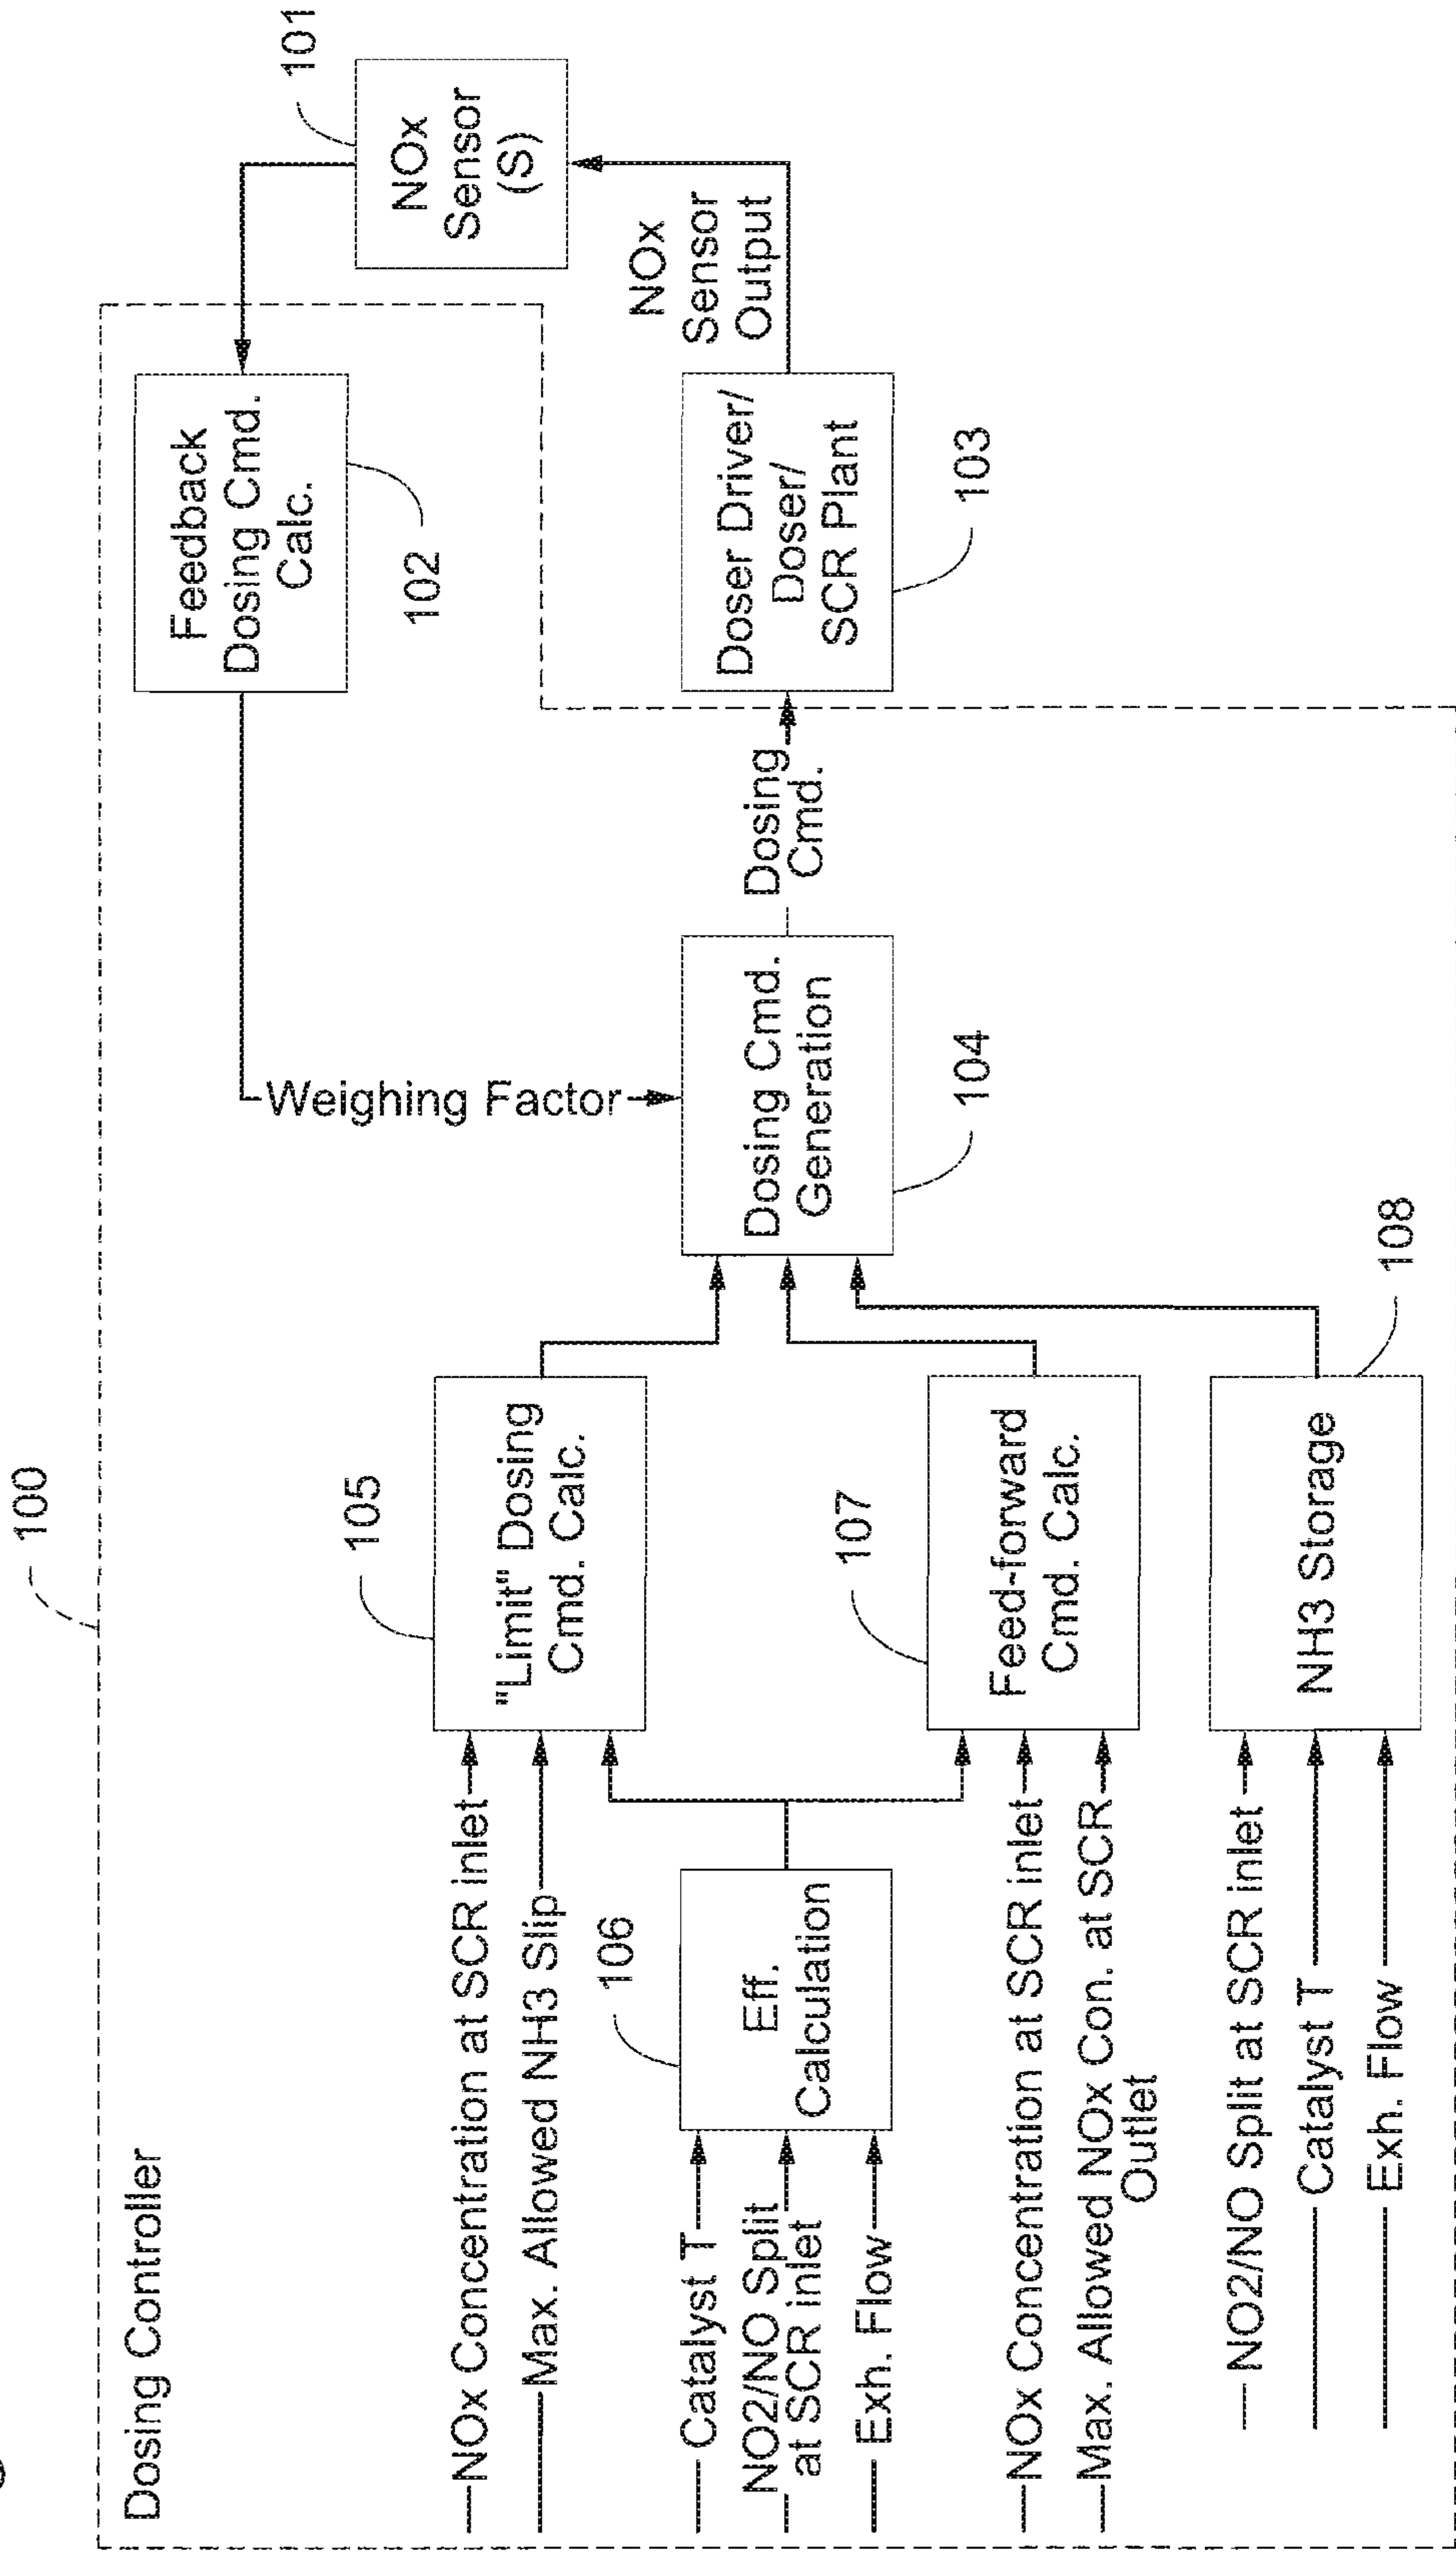 100
Dosing Controller
NOx Concentration at SCR inlet
Max. Allowed NH3 Slip
105
"Limit" Dosing
Cmd. Calc.
Catalyst T
NO2/NO Split
at SCR inlet
Exh. Flow
106
Eff.
Calculation
NOx Concentration at SCR inlet
Max. Allowed NOx Con. at SCR
Outlet
107
Feed-forward
Cmd. Calc.
NO2/NO Split at SCR inlet
Catalyst T
Exh. Flow
NH3 Storage
108
Weighing Factor
Dosing Cmd.
Generation
104
Dosing
Cmd.
Feedback
Dosing Cmd.
Calc.
102
Doser Driver/
Doser/
SCR Plant
103
NOx
Sensor
Output
NOx
Sensor
(S)
101